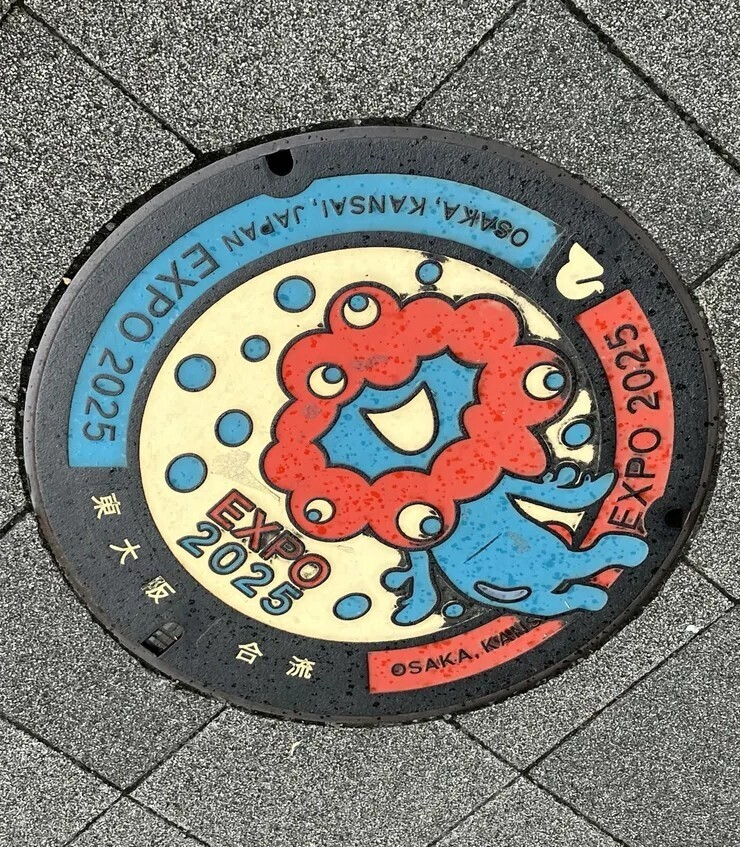 OSAKA, KANSAI, JAPAN EXPO 2025
EXPO 2025
EXPO
2025
OSAKA, KANS
東大阪
合流